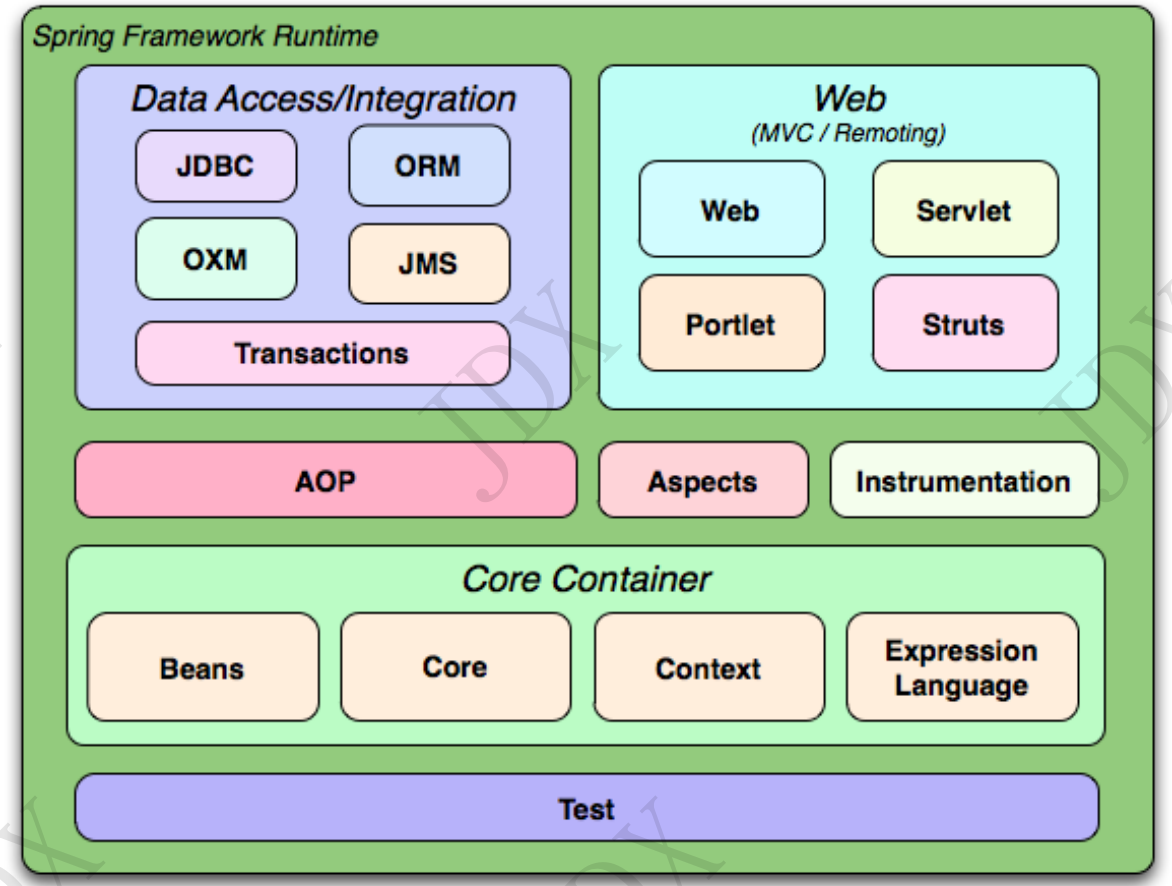 Spring Framework Runtime
Data Access/Integration
JDBC
ORM
OXM
JMS
Transactions
Web
(MVC / Remoting)
Web
Servlet
Portlet
Struts
AOP
Aspects
Instrumentation
Core Container
Beans
Core
Context
Expression
Language
Test
JDX
JDX
JDX
JDX